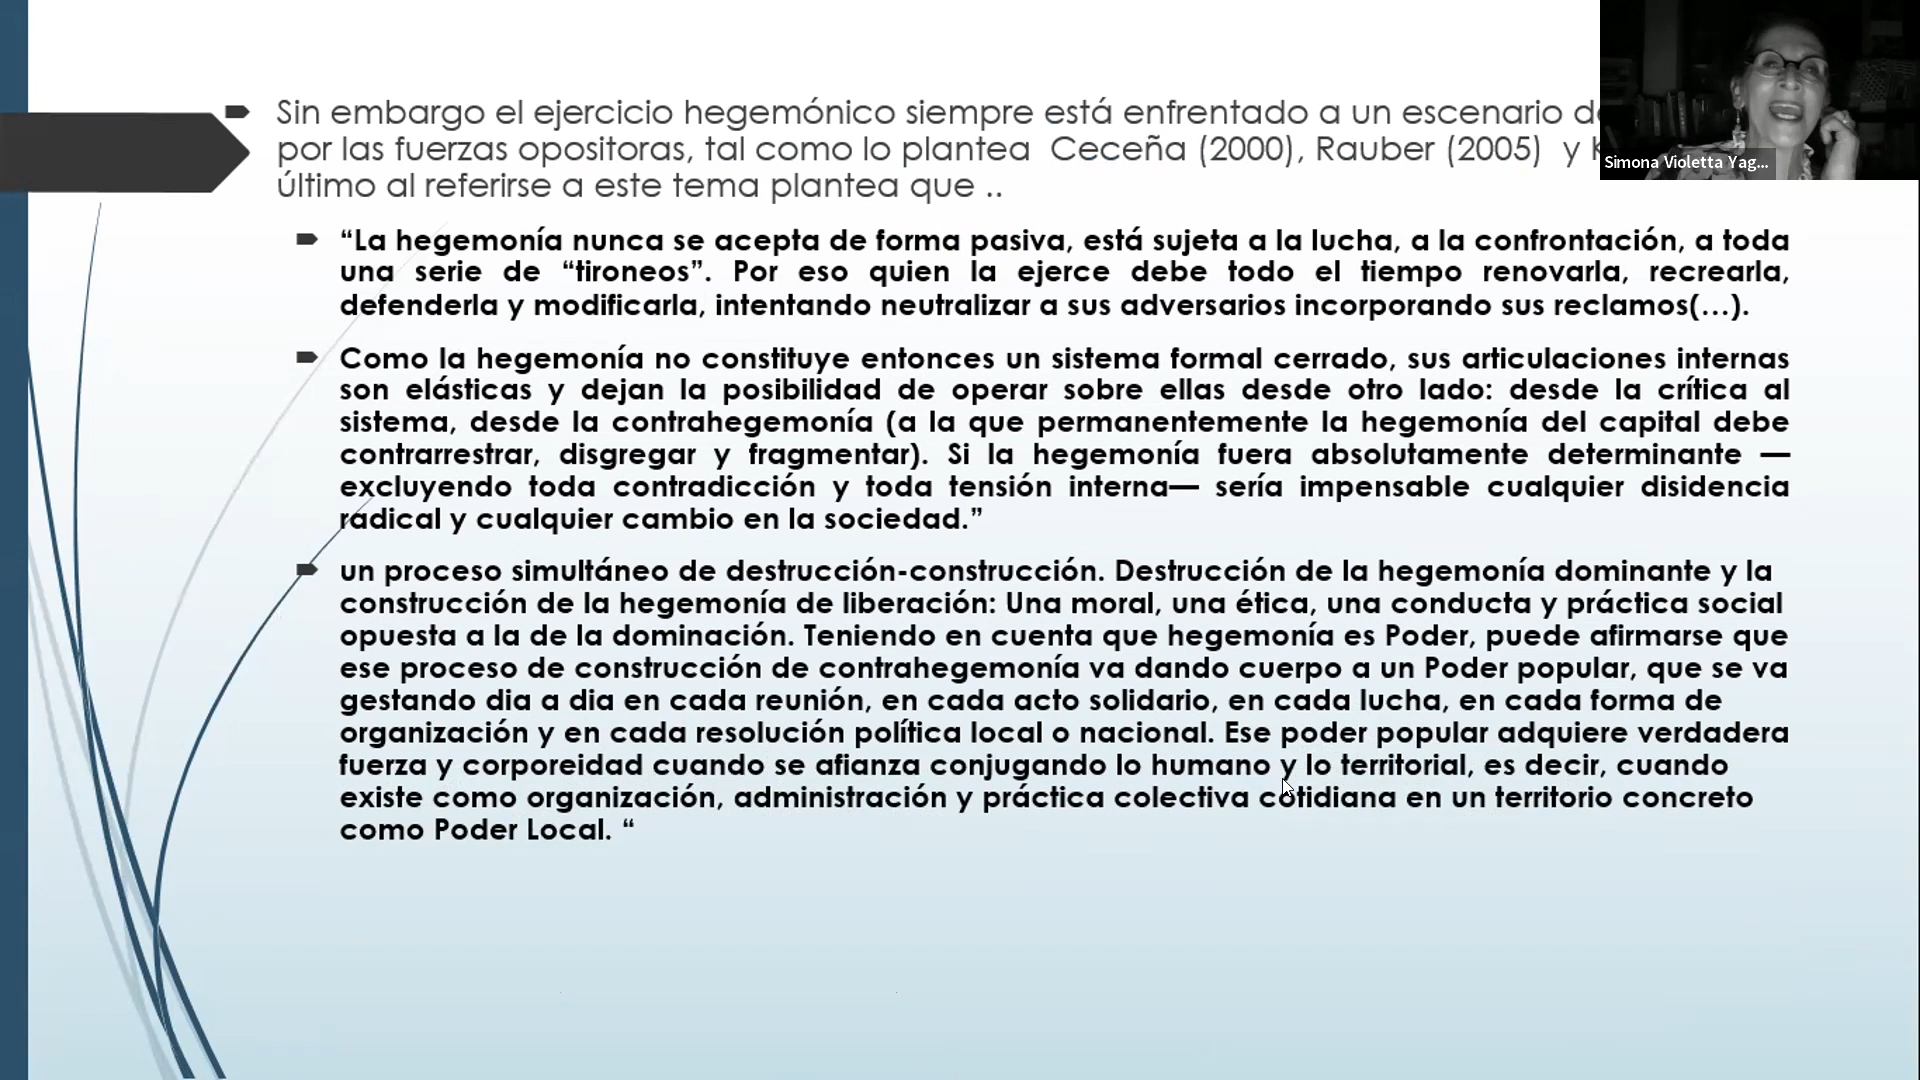 Sin embargo el ejercicio hegemónico siempre está enfrentado a un escenario
por las fuerzas opositoras, tal como lo plantea Ceceña (2000), Rauber (2005) y
último al referirse a este tema plantea que ..
“La hegemonía nunca se acepta de forma pasiva, está sujeta a la lucha, a la confrontación, a toda
una serie de “tironeos”. Por eso quien la ejerce debe todo el tiempo renovarla, recrearla,
defenderla y modificarla, intentando neutralizar a sus adversarios incorporando sus reclamos(…).
Como la hegemonía no constituye entonces un sistema formal cerrado, sus articulaciones internas
son elásticas y dejan la posibilidad de operar sobre ellas desde otro lado: desde la crítica al
sistema, desde la contrahegemonía (a la que permanentemente la hegemonía del capital debe
contrarrestar, disgregar y fragmentar). Si la hegemonía fuera absolutamente determinante —
excluyendo toda contradicción y toda tensión interna— sería impensable cualquier disidencia
radical y cualquier cambio en la sociedad.”
un proceso simultáneo de destrucción-construcción. Destrucción de la hegemonía dominante y la
construcción de la hegemonía de liberación: Una moral, una ética, una conducta y práctica social
opuesta a la de la dominación. Teniendo en cuenta que hegemonía es Poder, puede afirmarse que
ese proceso de construcción de contrahegemonía va dando cuerpo a un Poder popular, que se va
gestando dia a dia en cada reunión, en cada acto solidario, en cada lucha, en cada forma de
organización y en cada resolución política local o nacional. Ese poder popular adquiere verdadera
fuerza y corporeidad cuando se afianza conjugando lo humano y lo territorial, es decir, cuando
existe como organización, administración y práctica colectiva cotidiana en un territorio concreto
como Poder Local. “
Simona Violetta Yag...